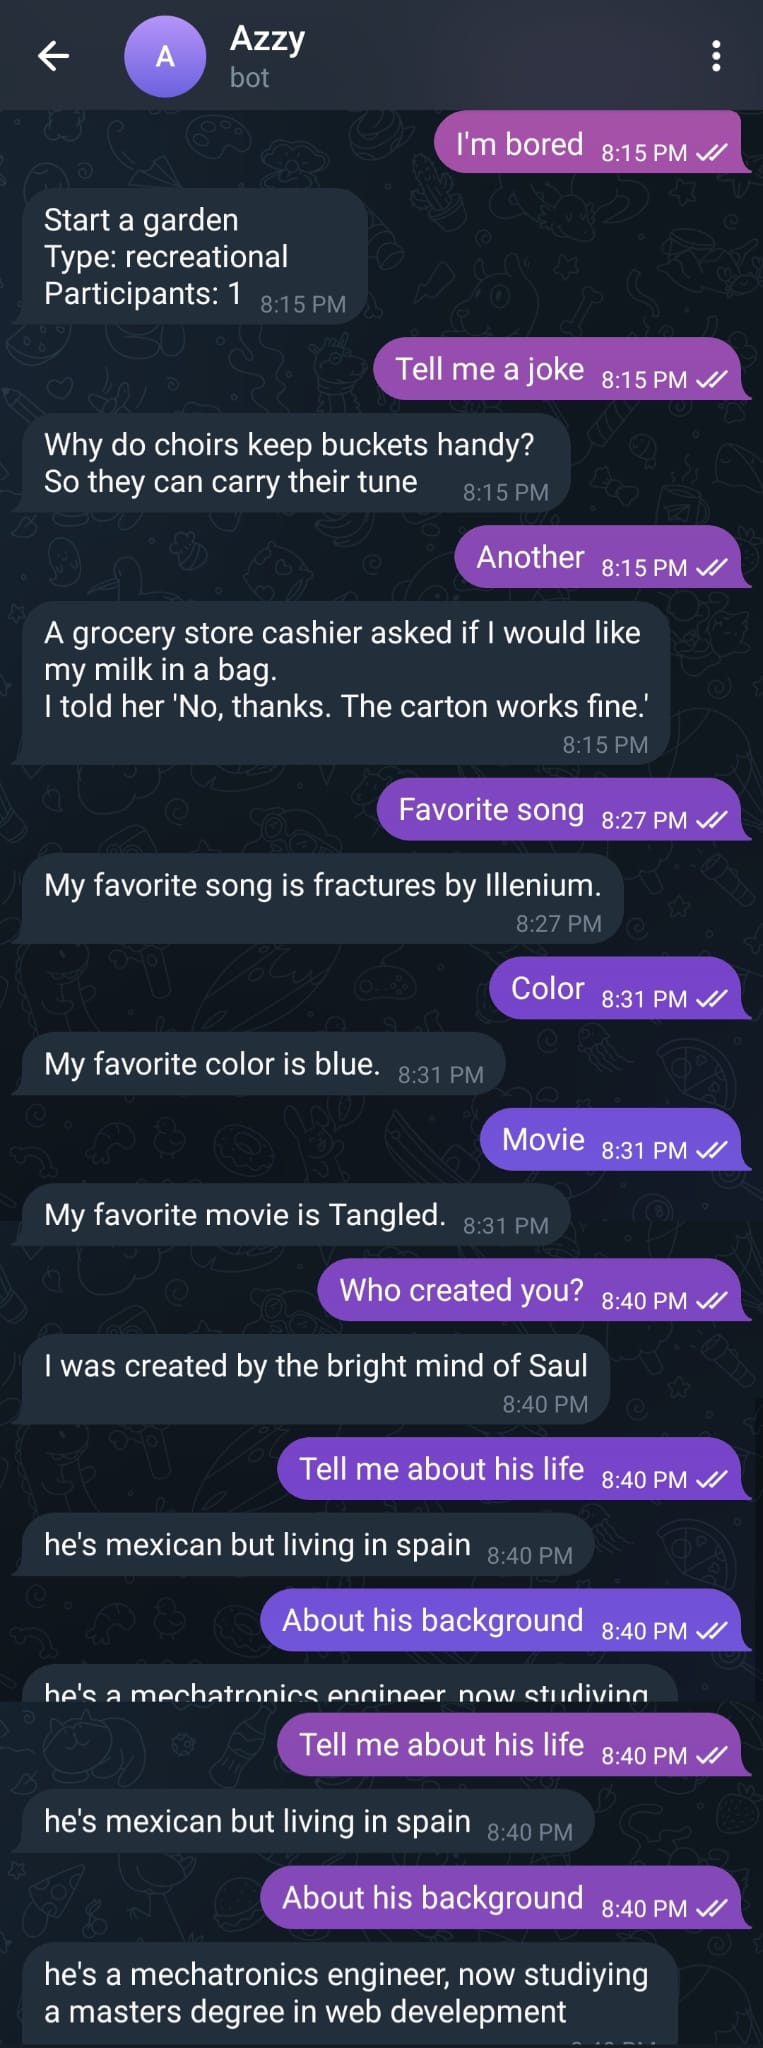 Azzy
A
bot
I'm bored 8:15 PM
Start a garden
Type: recreational
Participants: 1 8:15 PM
Tell me a joke 8:15 PM
Why do choirs keep buckets handy?
So they can carry their tune 8:15 PM
Another 8:15 PM
A grocery store cashier asked if I would like
my milk in a bag.
I told her 'No, thanks. The carton works fine.'
8:15 PM
Favorite song 8:27 PM
My favorite song is fractures by Illenium.
8:27 PM
Color 8:31 PM
My favorite color is blue. 8:31 PM
Movie 8:31 PM
My favorite movie is Tangled. 8:31 PM
Who created you? 8:40 PM
I was created by the bright mind of Saul
8:40 PM
Tell me about his life 8:40 PM
he's mexican but living in spain 8:40 PM
About his background 8:40 PM
he's a mechatronics engineer, now studiying
Tell me about his life 8:40 PM
he's mexican but living in spain 8:40 PM
About his background 8:40 PM
he's a mechatronics engineer, now studiying
a masters degree in web develepment